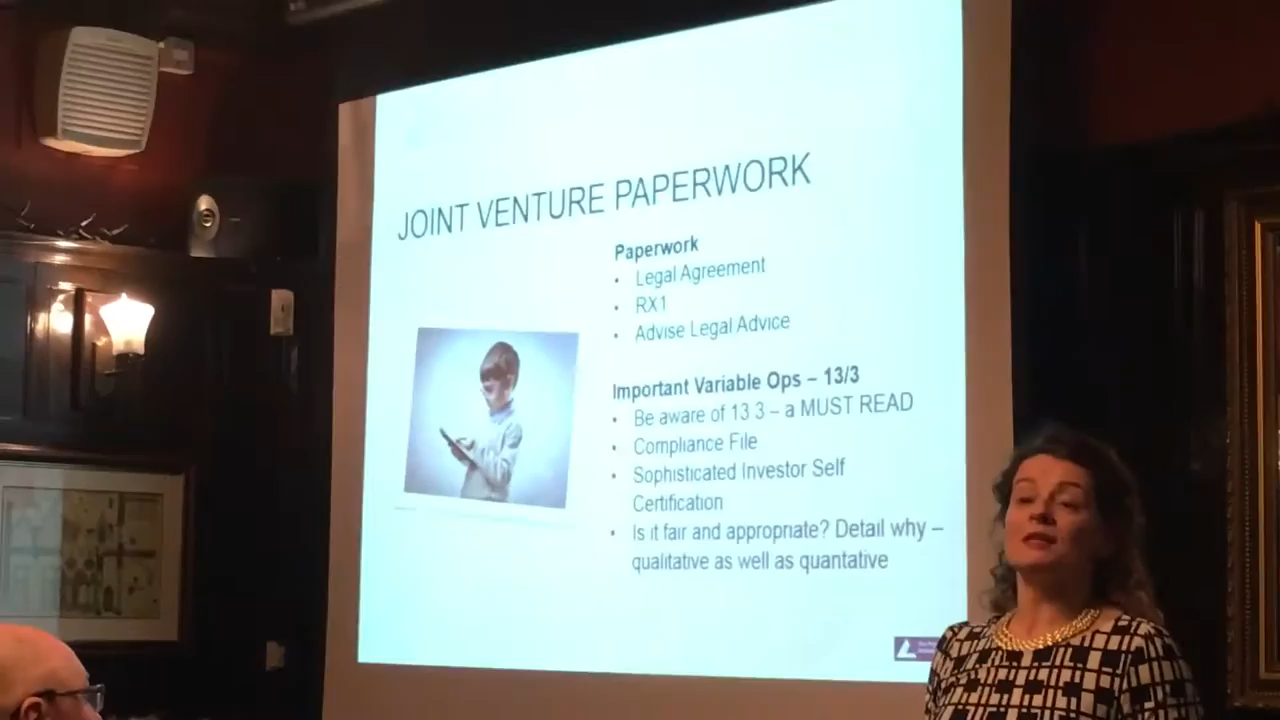 JOINT VENTURE PAPERWORK
Paperwork
• Legal Agreement
• RX1
• Advise Legal Advice
Important Variable Ops – 13/3
• Be aware of 13 3 – a MUST READ
• Compliance File
• Sophisticated Investor Self
Certification
• Is it fair and appropriate? Detail why –
qualitative as well as quantative